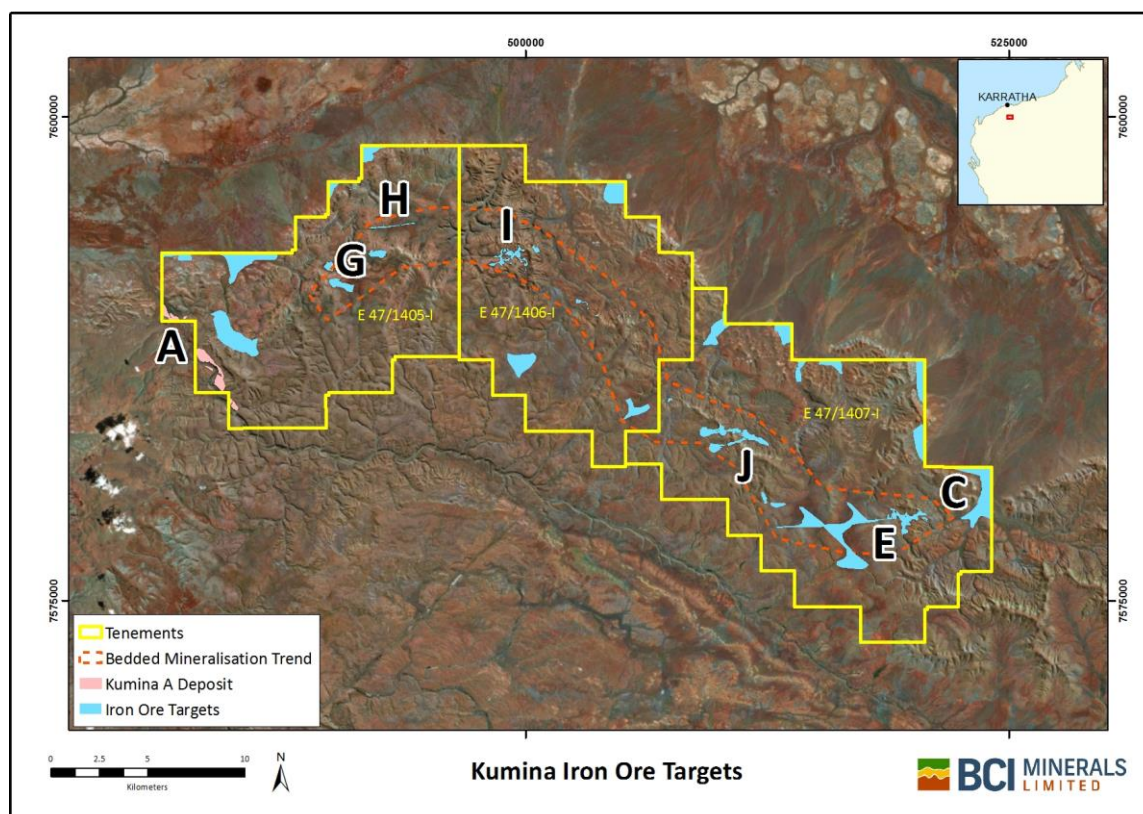 500000
525000
7600000
7600000
KARRATHA
H
I
G
E 47/1405-I
E 47/1406-I
A
E 47/1407-I
J
C
E
7575000
7575000
Tenements
Bedded Mineralisation Trend
Kumina A Deposit
Iron Ore Targets
0 2.5 5 10
Kilometers
N
Kumina Iron Ore Targets
BCI MINERALS
LIMITED